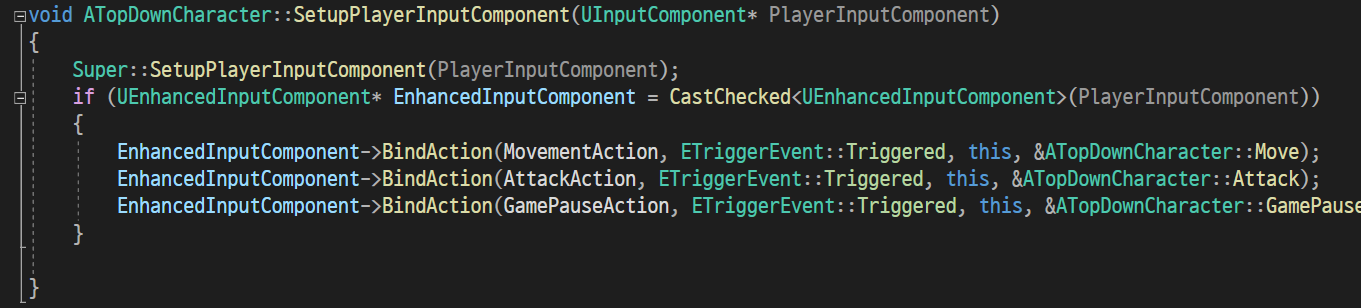 void ATopDownCharacter::SetupPlayerInputComponent(UInputComponent* PlayerInputComponent)
{
    Super::SetupPlayerInputComponent(PlayerInputComponent);
    if (UEnhancedInputComponent* EnhancedInputComponent = CastChecked<UEnhancedInputComponent>(PlayerInputComponent))
    {
        EnhancedInputComponent->BindAction(MovementAction, ETriggerEvent::Triggered, this, &ATopDownCharacter::Move);
        EnhancedInputComponent->BindAction(AttackAction, ETriggerEvent::Triggered, this, &ATopDownCharacter::Attack);
        EnhancedInputComponent->BindAction(GamePauseAction, ETriggerEvent::Triggered, this, &ATopDownCharacter::GamePause
    }
}